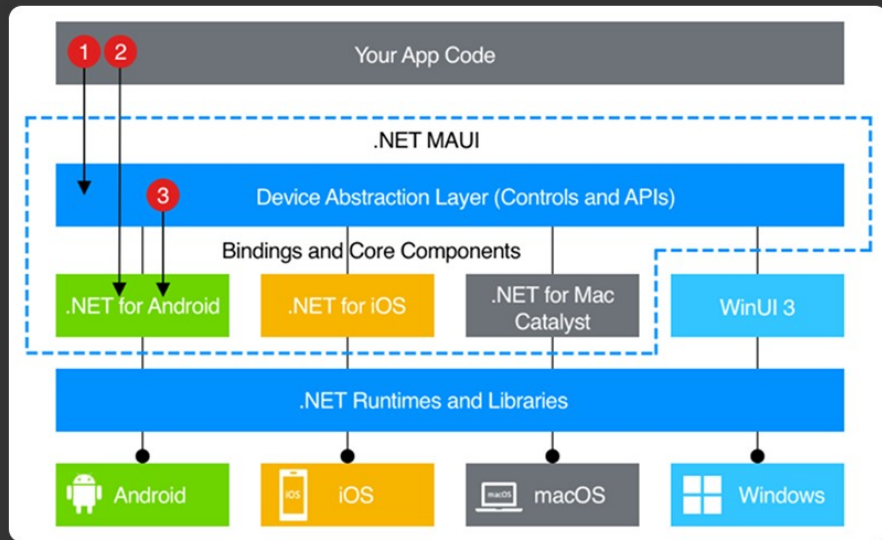 1 2 Your App Code
.NET MAUI
3 Device Abstraction Layer (Controls and APIs)
Bindings and Core Components
.NET for Android
.NET for iOS
.NET for Mac
Catalyst
WinUI 3
.NET Runtimes and Libraries
Android
iOS
iOS
macOS
macOS
Windows